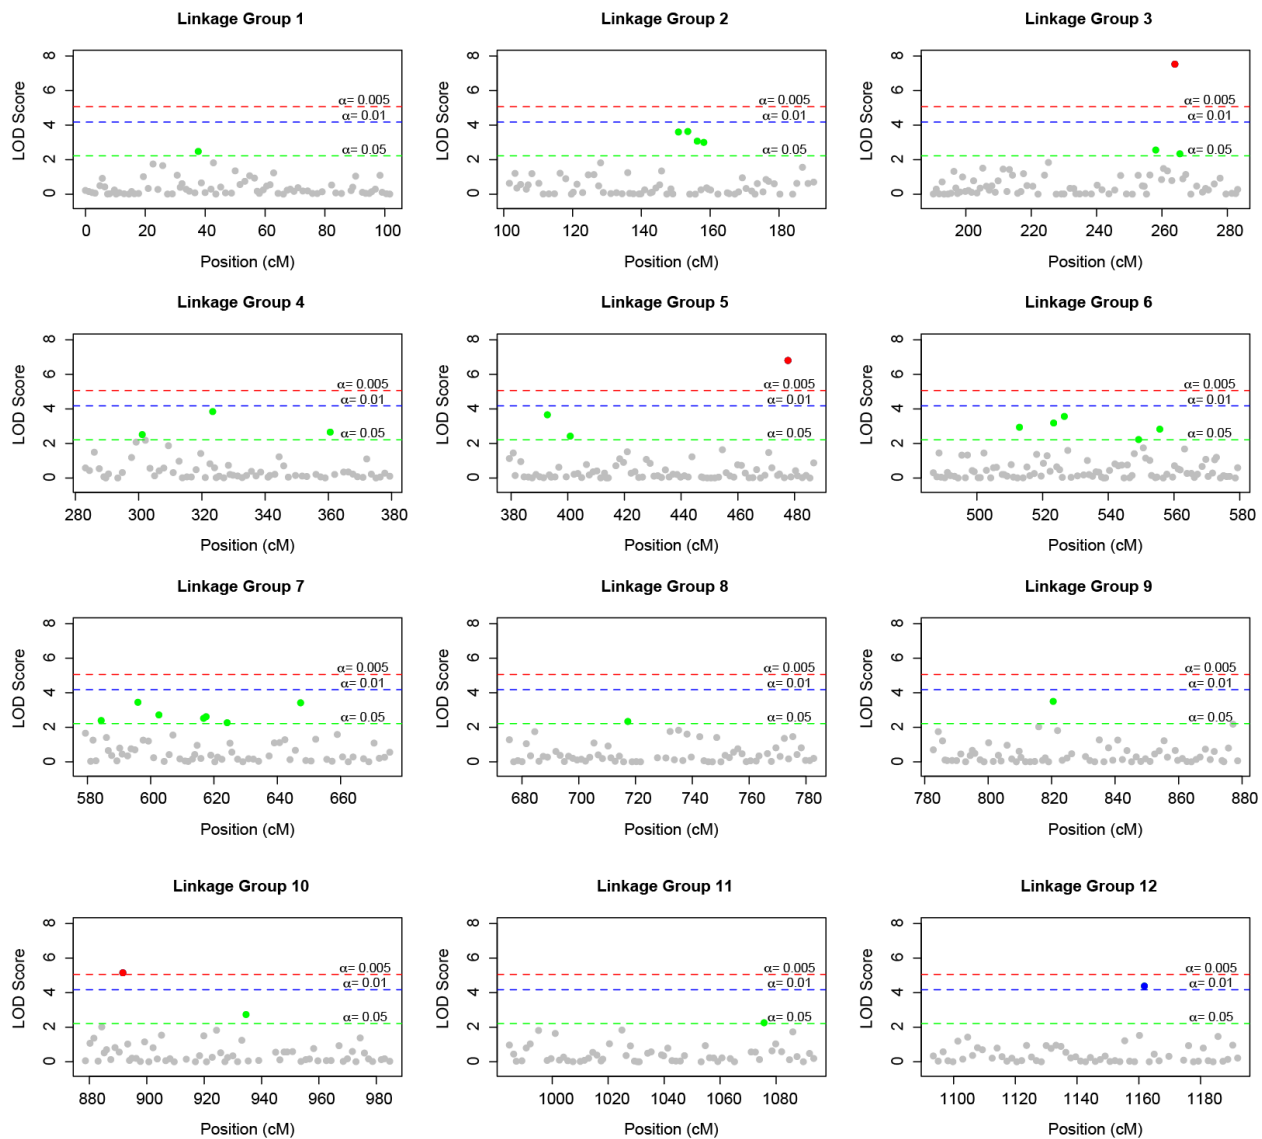 Linkage Group 1
LOD Score
8
6
4
2
0
α= 0.005
α= 0.01
α= 0.05
0 20 40 60 80 100
Position (cM)
Linkage Group 2
LOD Score
8
6
4
2
0
α= 0.005
α= 0.01
α= 0.05
100 120 140 160 180
Position (cM)
Linkage Group 3
LOD Score
8
6
4
2
0
α= 0.005
α= 0.01
α= 0.05
200 220 240 260 280
Position (cM)
Linkage Group 4
LOD Score
8
6
4
2
0
α= 0.005
α= 0.01
α= 0.05
280 300 320 340 360 380
Position (cM)
Linkage Group 5
LOD Score
8
6
4
2
0
α= 0.005
α= 0.01
α= 0.05
380 400 420 440 460 480
Position (cM)
Linkage Group 6
LOD Score
8
6
4
2
0
α= 0.005
α= 0.01
α= 0.05
500 520 540 560 580
Position (cM)
Linkage Group 7
LOD Score
8
6
4
2
0
α= 0.005
α= 0.01
α= 0.05
580 600 620 640 660
Position (cM)
Linkage Group 8
LOD Score
8
6
4
2
0
α= 0.005
α= 0.01
α= 0.05
680 700 720 740 760 780
Position (cM)
Linkage Group 9
LOD Score
8
6
4
2
0
α= 0.005
α= 0.01
α= 0.05
780 800 820 840 860 880
Position (cM)
Linkage Group 10
LOD Score
8
6
4
2
0
α= 0.005
α= 0.01
α= 0.05
880 900 920 940 960 980
Position (cM)
Linkage Group 11
LOD Score
8
6
4
2
0
α= 0.005
α= 0.01
α= 0.05
1000 1020 1040 1060 1080
Position (cM)
Linkage Group 12
LOD Score
8
6
4
2
0
α= 0.005
α= 0.01
α= 0.05
1100 1120 1140 1160 1180
Position (cM)